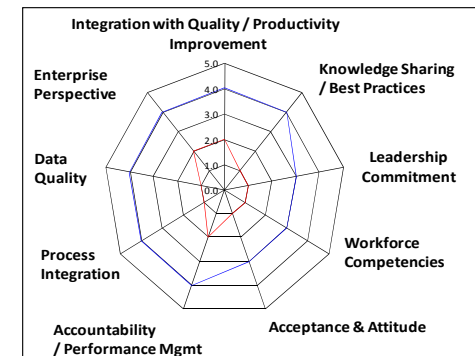 Integration with Quality / Productivity
Improvement
Knowledge Sharing
/ Best Practices
Leadership
Commitment
Workforce
Competencies
Acceptance & Attitude
Accountability
/ Performance Mgmt
Process
Integration
Data
Quality
Enterprise
Perspective
5.0
4.0
3.0
2.0
1.0
0.0